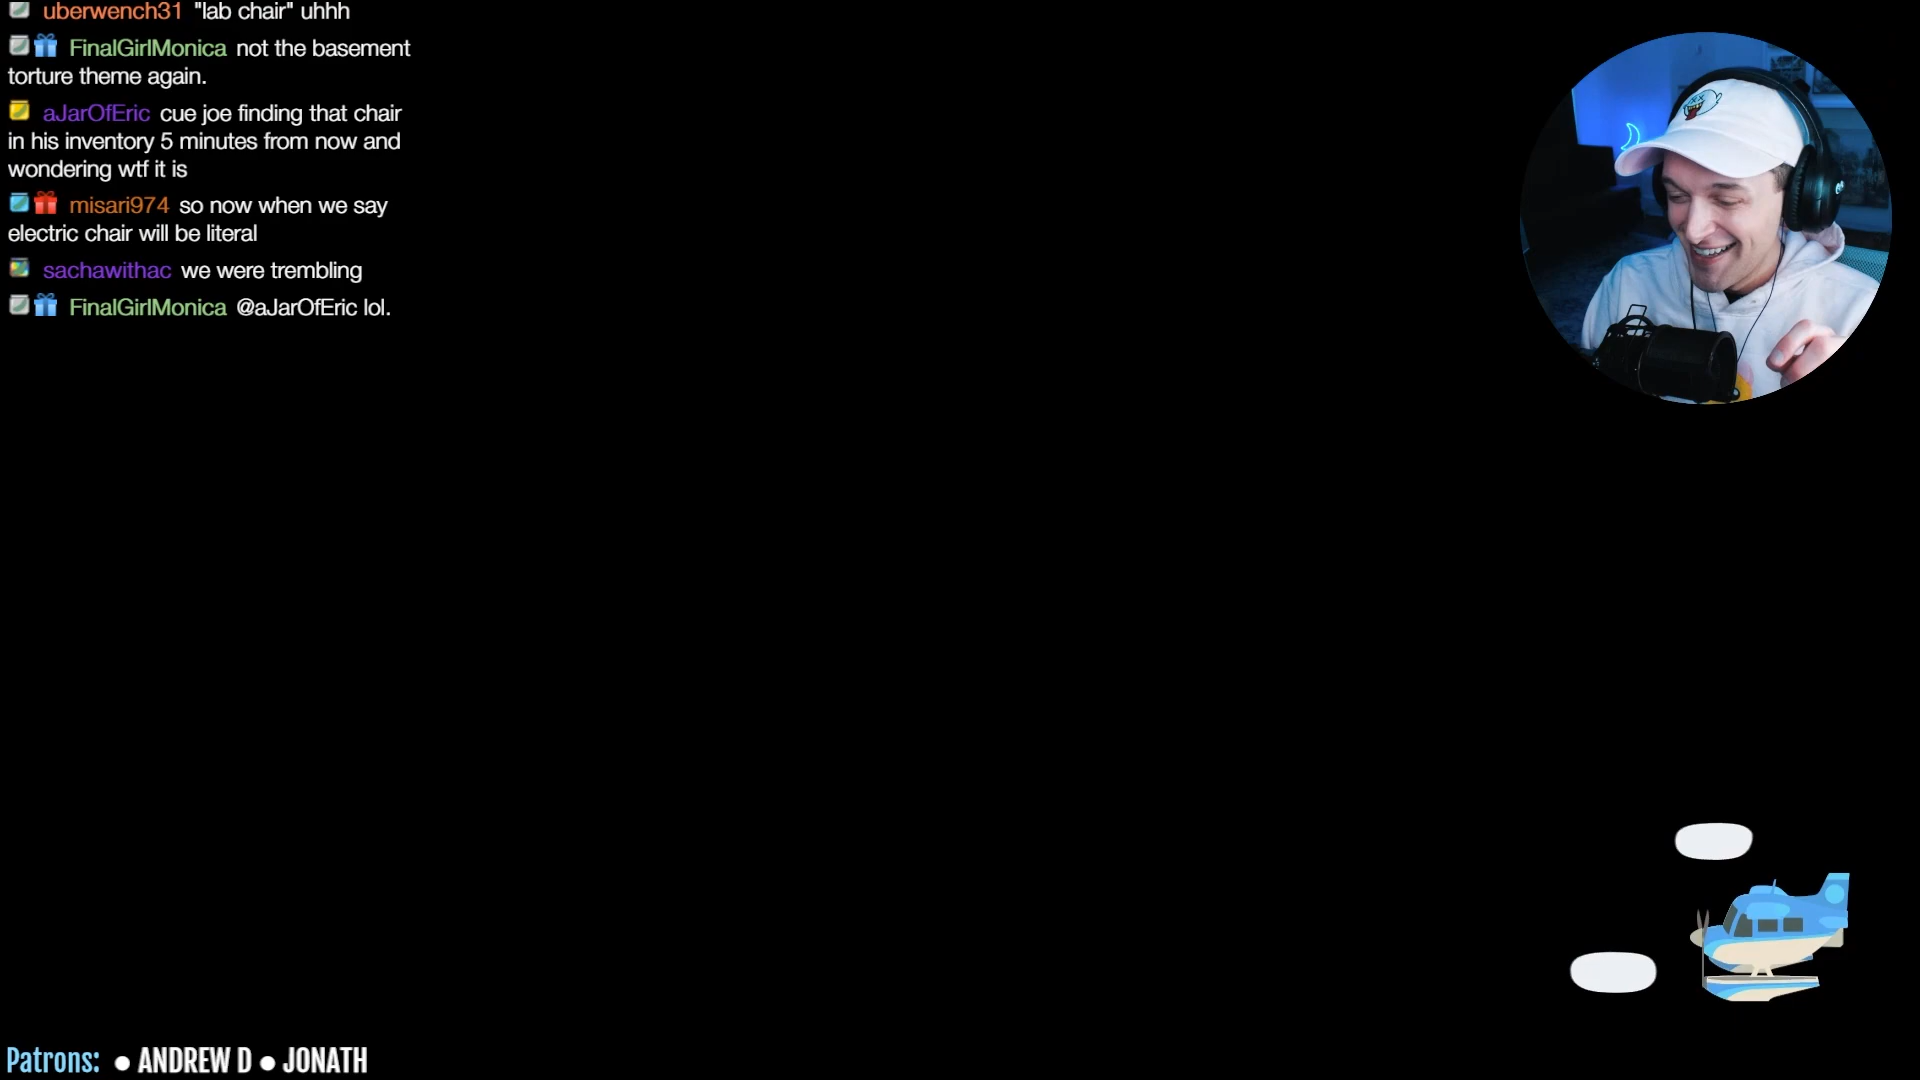 uberwench31 "lab chair" uhhh
FinalGirlMonica not the basement
torture theme again.
aJarOfEric cue joe finding that chair
in his inventory 5 minutes from now and
wondering wtf it is
misari974 so now when we say
electric chair will be literal
sachawithac we were trembling
FinalGirlMonica @aJarOfEric lol.
Patrons: ● ANDREW D ● JONATH